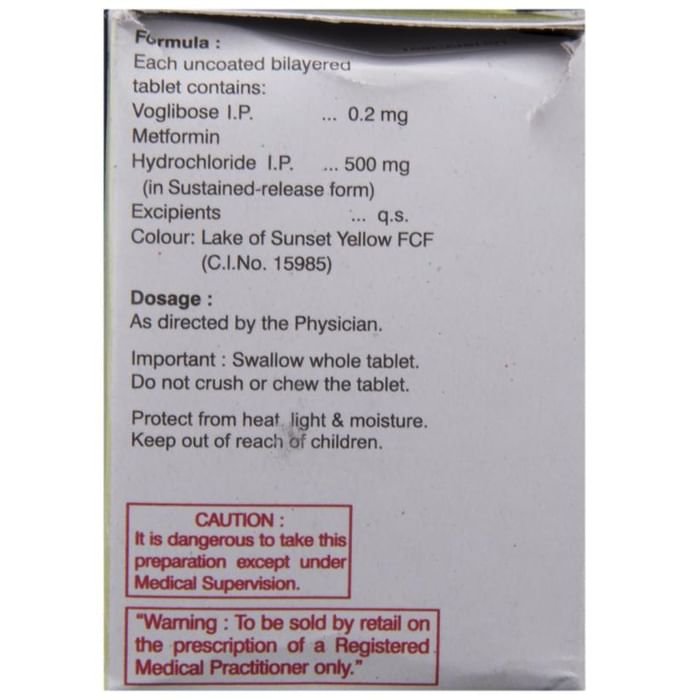 Formula :
Each uncoated bilayered
tablet contains:
Voglibose I.P. ... 0.2 mg
Metformin
Hydrochloride I.P. ... 500 mg
(in Sustained-release form)
Excipients ... q.s.
Colour: Lake of Sunset Yellow FCF
(C.I.No. 15985)
Dosage :
As directed by the Physician.
Important : Swallow whole tablet.
Do not crush or chew the tablet.
Protect from heat, light & moisture.
Keep out of reach of children.
CAUTION :
It is dangerous to take this
preparation except under
Medical Supervision.
"Warning : To be sold by retail on
the prescription of a Registered
Medical Practitioner only."